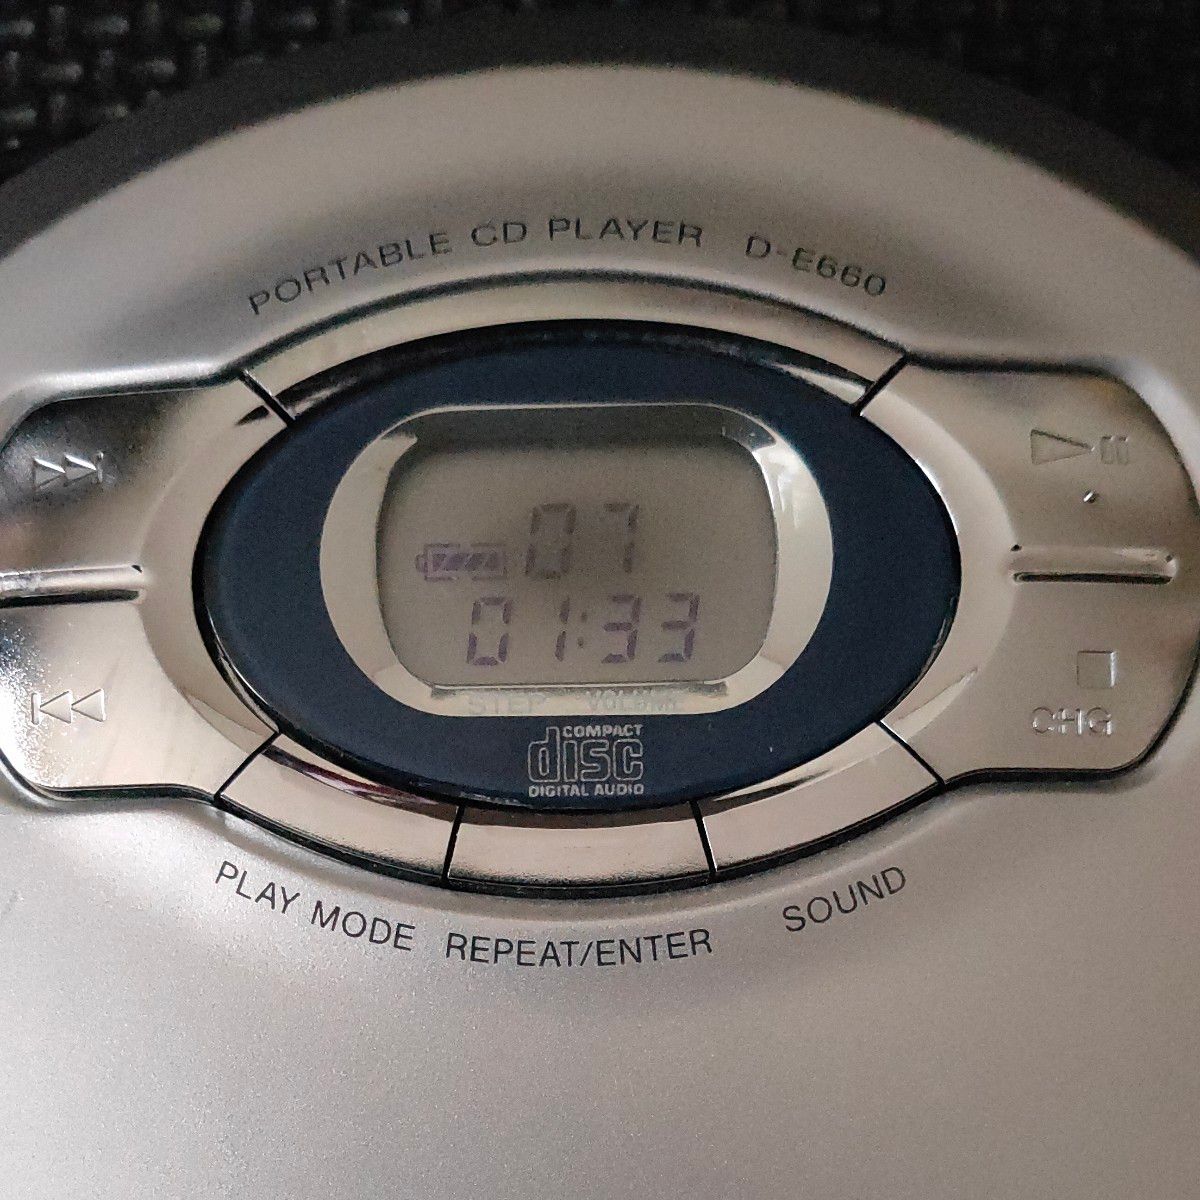 PORTABLE CD PLAYER D-E660
07
01:33
STEP VOLUME
COMPACT
disc
DIGITAL AUDIO
CHG
PLAY MODE
REPEAT/ENTER
SOUND